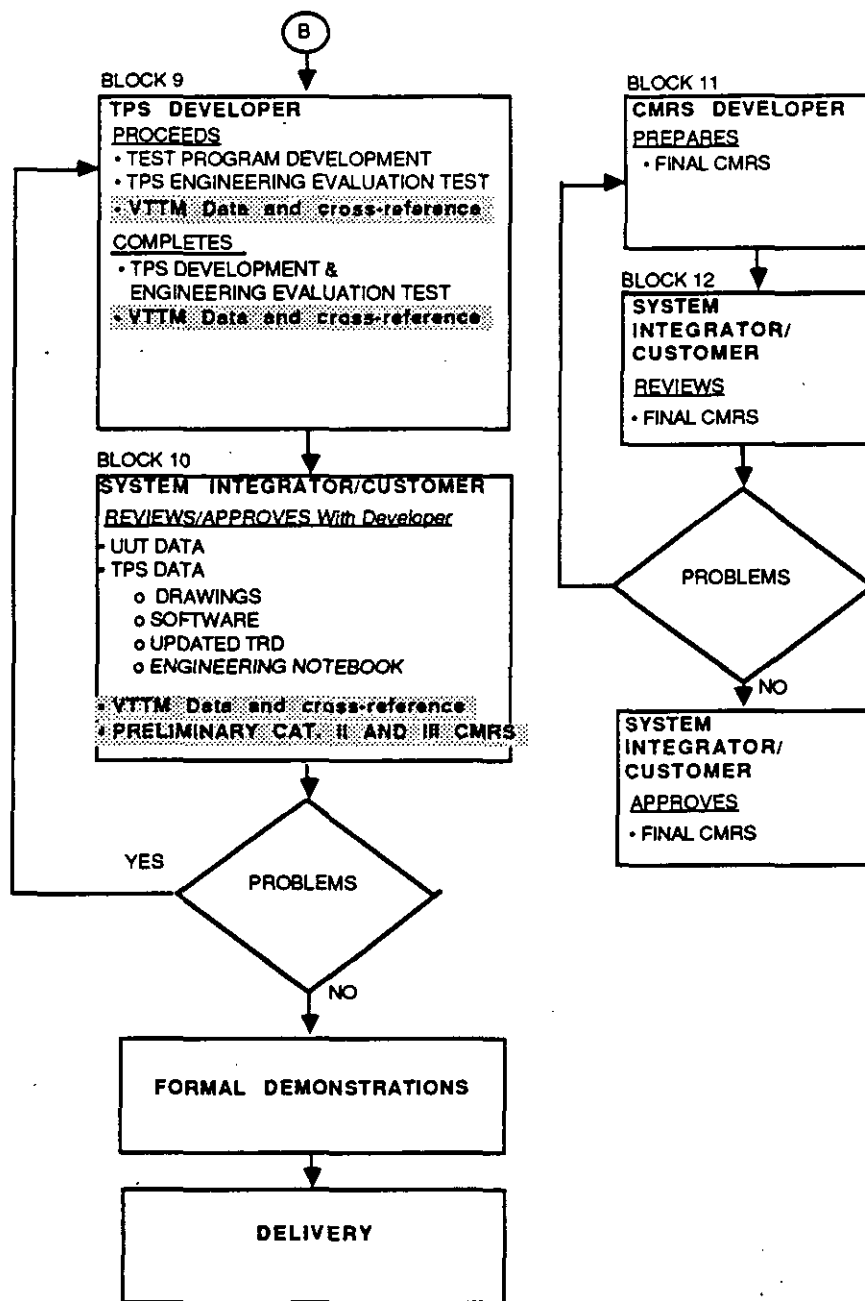 B
BLOCK 9
TPS DEVELOPER
PROCEEDS
• TEST PROGRAM DEVELOPMENT
• TPS ENGINEERING EVALUATION TEST
• VTTM Data and cross-reference
COMPLETES
• TPS DEVELOPMENT &
ENGINEERING EVALUATION TEST
• VTTM Data and cross-reference
BLOCK 10
SYSTEM INTEGRATOR/CUSTOMER
REVIEWS/APPROVES With Developer
• UUT DATA
• TPS DATA
o DRAWINGS
o SOFTWARE
o UPDATED TRD
o ENGINEERING NOTEBOOK
• VTTM Data and cross-reference
• PRELIMINARY CAT. II AND III CMRS
YES
PROBLEMS
NO
FORMAL DEMONSTRATIONS
DELIVERY
BLOCK 11
CMRS DEVELOPER
PREPARES
• FINAL CMRS
BLOCK 12
SYSTEM
INTEGRATOR/
CUSTOMER
REVIEWS
• FINAL CMRS
PROBLEMS
NO
SYSTEM
INTEGRATOR/
CUSTOMER
APPROVES
• FINAL CMRS